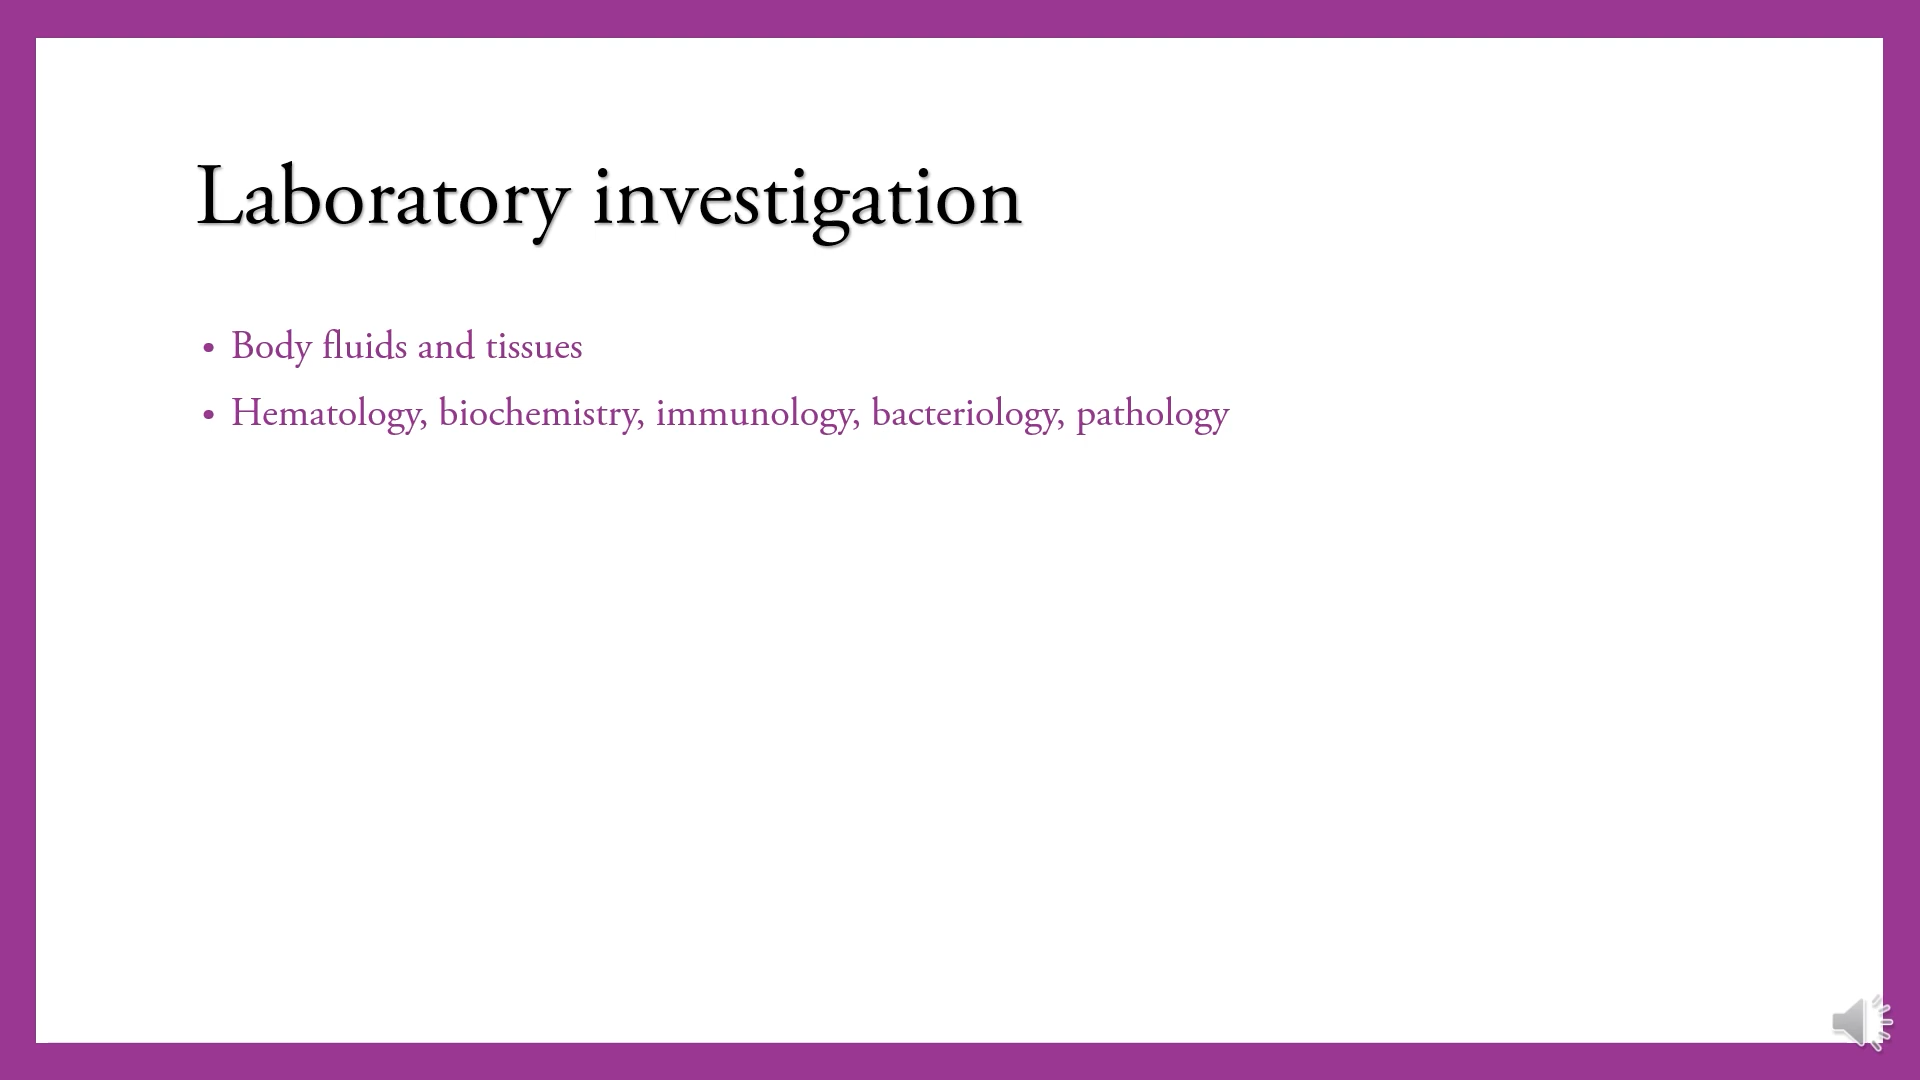 Laboratory investigation
• Body fluids and tissues
• Hematology, biochemistry, immunology, bacteriology, pathology